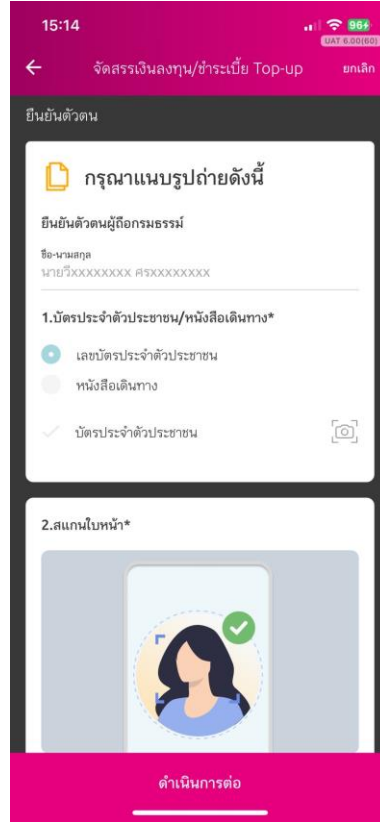 15:14
96
UAT 6.00(60)
จัดสรรเงินลงทุน/ชำระเบี้ย Top-up
ยกเลิก
ยืนยันตัวตน
กรุณาแนบรูปถ่ายดังนี้
ยืนยันตัวตนผู้ถือกรมธรรม์
ชื่อ-นามสกุล
นายวีxxxxxxxx ศรxxxxxxxx
1.บัตรประจำตัวประชาชน/หนังสือเดินทาง*
เลขบัตรประจำตัวประชาชน
หนังสือเดินทาง
บัตรประจำตัวประชาชน
2.สแกนใบหน้า*
ดำเนินการต่อ